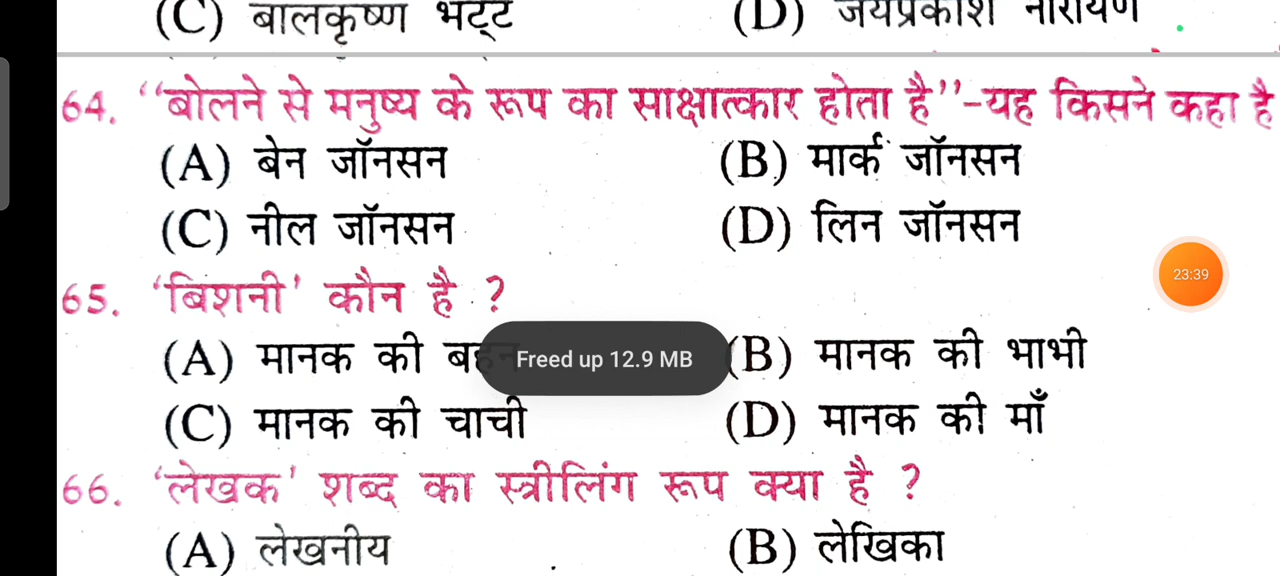 (C) बालकृष्ण भट्ट (D) जयप्रकाश नारायण
64. ‘‘बोलने से मनुष्य के रूप का साक्षात्कार होता है’’-यह किसने कहा है
(A) बेन जॉनसन (B) मार्क जॉनसन
(C) नील जॉनसन (D) लिन जॉनसन
23:39
65. ‘बिशनी’ कौन है ?
(A) मानक की (B) मानक की भाभी
Freed up 12.9 MB
(C) मानक की चाची (D) मानक की माँ
66. ‘लेखक’ शब्द का स्त्रीलिंग रूप क्या है ?
(A) लेखनीय (B) लेखिका